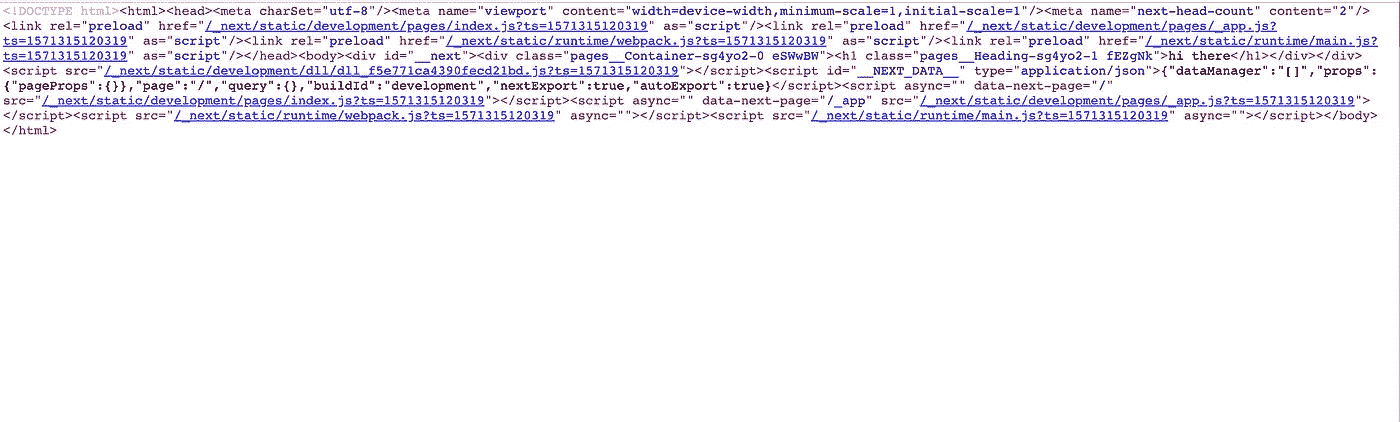 <!DOCTYPE html><html><head><meta charSet="utf-8"/><meta name="viewport" content="width=device-width,minimum-scale=1,initial-scale=1"/><meta name="next-head-count" content="2"/>
<link rel="preload" href="/_next/static/development/pages/index.js?ts=1571315120319" as="script"/><link rel="preload" href="/_next/static/development/pages/_app.js?
ts=1571315120319" as="script"/><link rel="preload" href="/_next/static/runtime/webpack.js?ts=1571315120319" as="script"/><link rel="preload" href="/_next/static/runtime/main.js?
ts=1571315120319" as="script"/></head><body><div id="__next"><div class="pages__Container-sg4yo2-0 eSWwBW"><h1 class="pages__Heading-sg4yo2-1 fEZgNk">hi there</h1></div></div>
<script src="/_next/static/development/dll/dll_f5e771ca4390fecd21bd.js?ts=1571315120319"></script><script id="__NEXT_DATA__" type="application/json">{"dataManager":"[]","props":
{"pageProps":{}},"page":"/","query":{},"buildId":"development","nextExport":true,"autoExport":true}</script><script async="" data-next-page="/"
src="/_next/static/development/pages/index.js?ts=1571315120319"></script><script async="" data-next-page="/_app" src="/_next/static/development/pages/_app.js?ts=1571315120319">
</script><script src="/_next/static/runtime/webpack.js?ts=1571315120319" async=""></script><script src="/_next/static/runtime/main.js?ts=1571315120319" async=""></script></body>
</html>